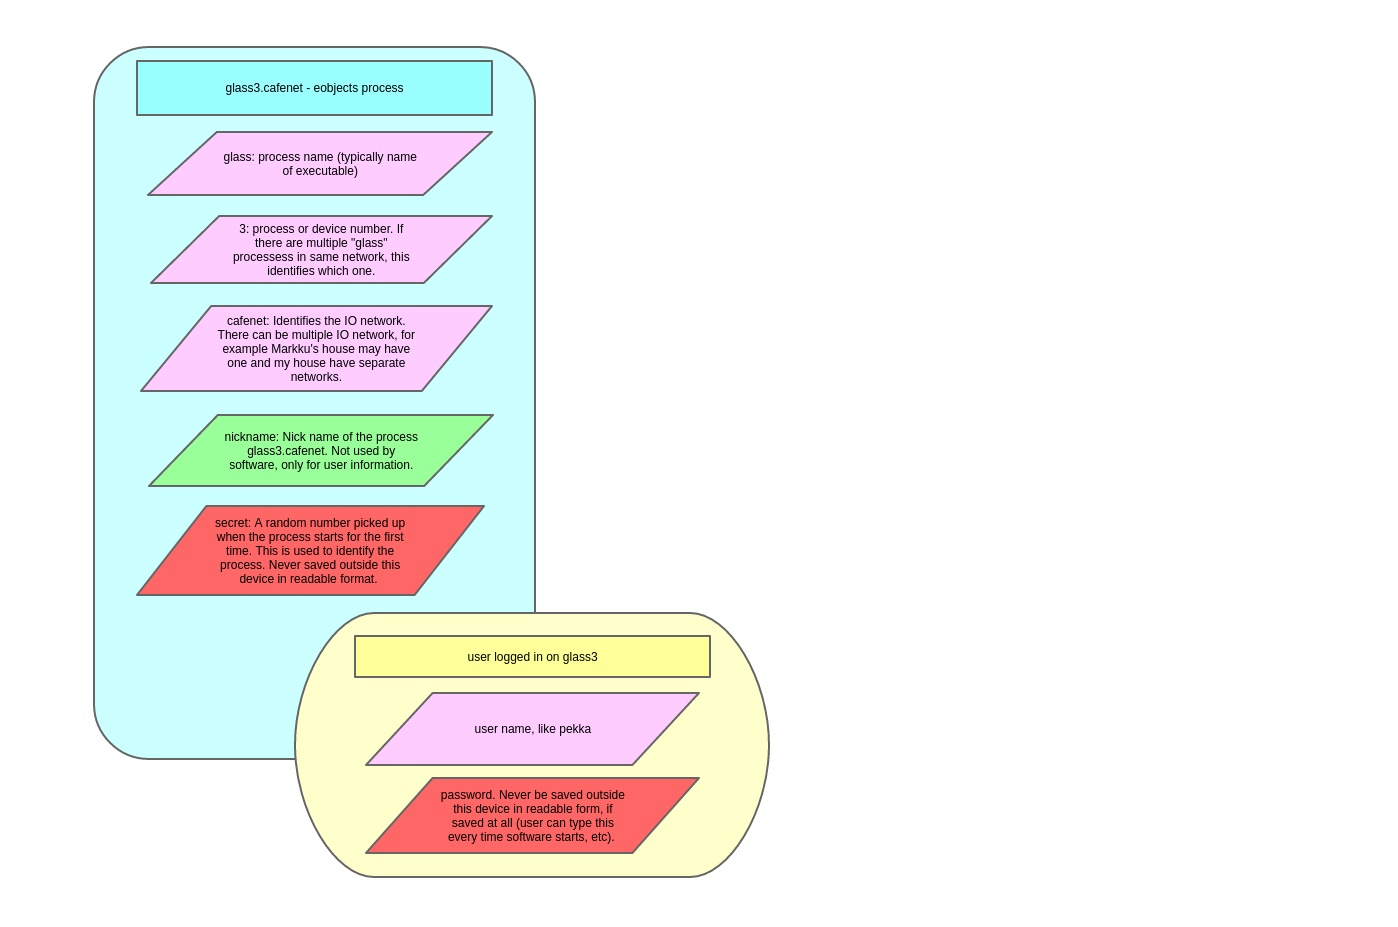 glass3.cafenet - eobjects process
glass: process name (typically name
of executable)
3: process or device number. If
there are multiple "glass"
processess in same network, this
identifies which one.
cafenet: Identifies the IO network.
There can be multiple IO network, for
example Markku's house may have
one and my house have separate
networks.
nickname: Nick name of the process
glass3.cafenet. Not used by
software, only for user information.
secret: A random number picked up
when the process starts for the first
time. This is used to identify the
process. Never saved outside this
device in readable format.
user logged in on glass3
user name, like pekka
password. Never be saved outside
this device in readable form, if
saved at all (user can type this
every time software starts, etc).